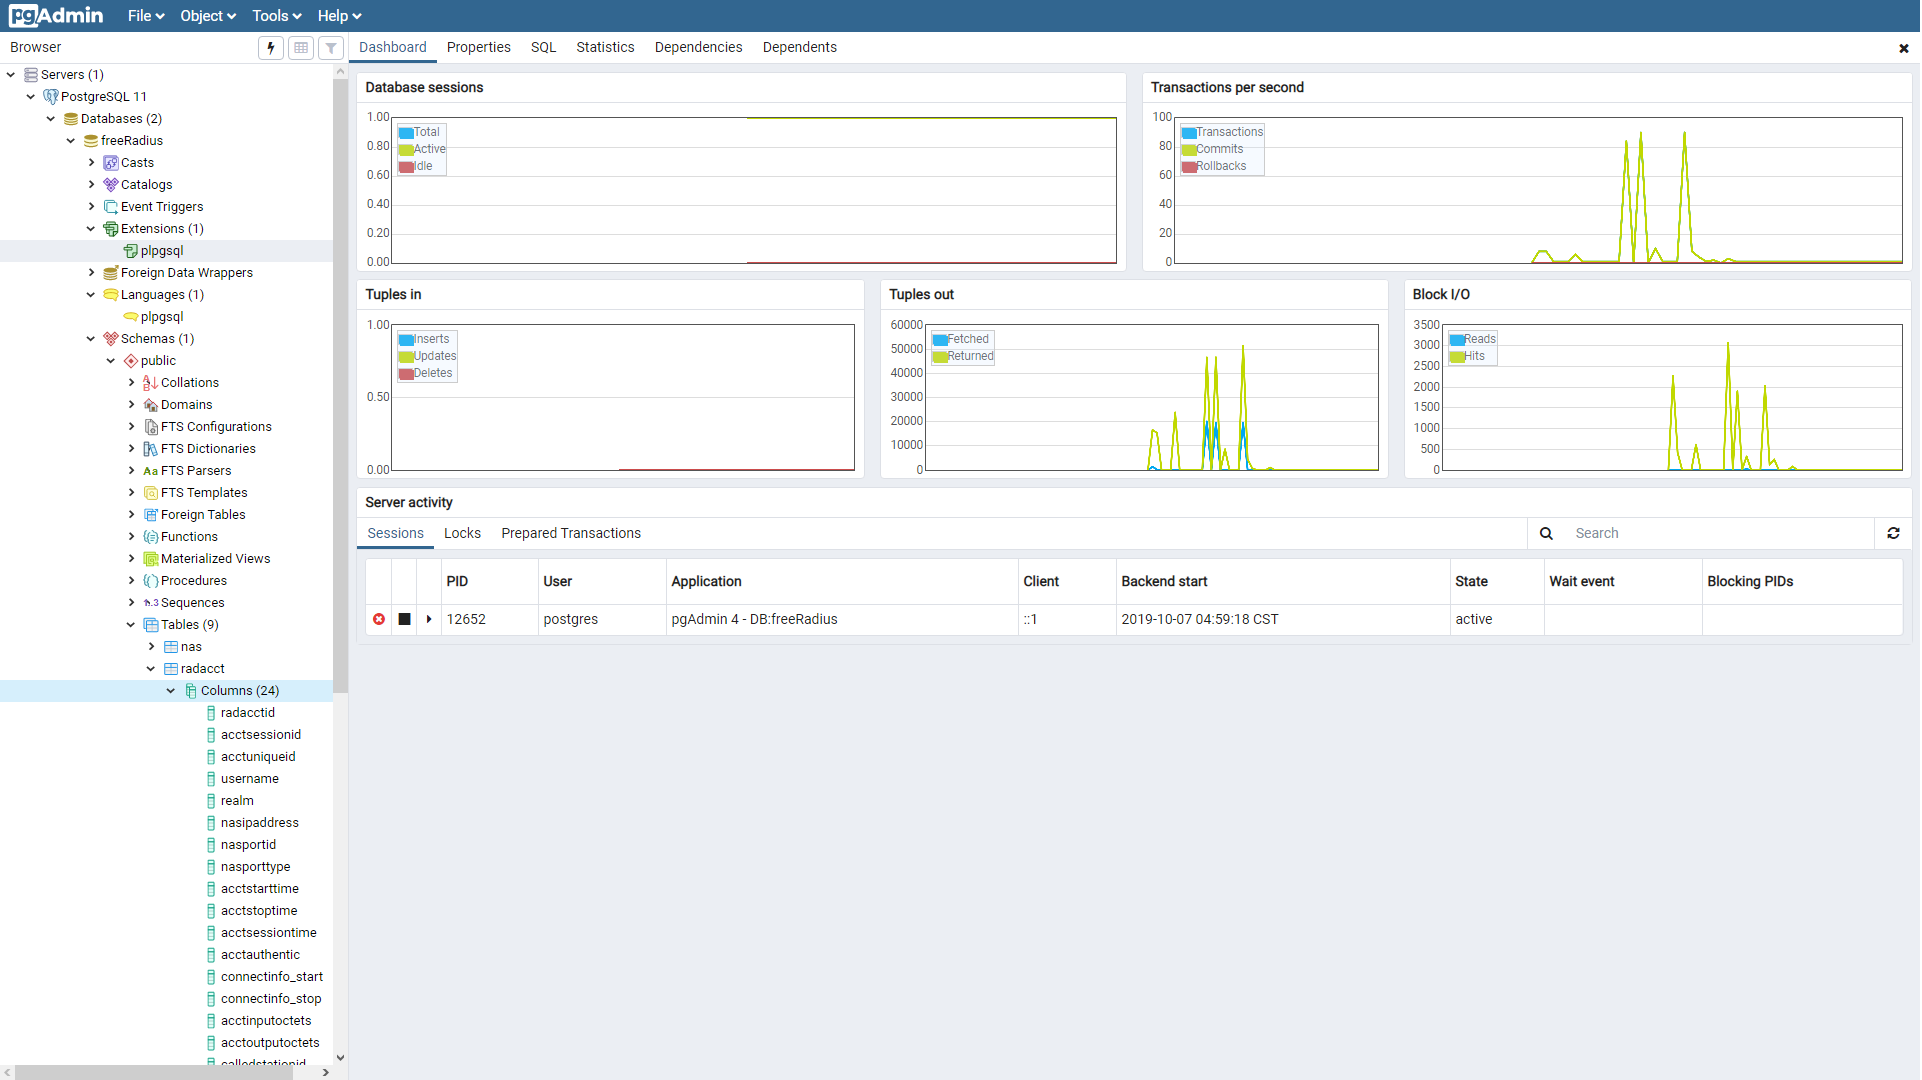 pgAdmin File Object Tools Help
Browser
Dashboard Properties SQL Statistics Dependencies Dependents
Servers (1)
PostgreSQL 11
Databases (2)
freeRadius
Casts
Catalogs
Event Triggers
Extensions (1)
plpgsql
Foreign Data Wrappers
Languages (1)
plpgsql
Schemas (1)
public
Collations
Domains
FTS Configurations
FTS Dictionaries
FTS Parsers
FTS Templates
Foreign Tables
Functions
Materialized Views
Procedures
Sequences
Tables (9)
nas
radacct
Columns (24)
radacctid
acctsessionid
acctuniqueid
username
realm
nasipaddress
nasportid
nasporttype
acctstarttime
acctstoptime
acctsessiontime
acctauthentic
connectinfo_start
connectinfo_stop
acctinputoctets
acctoutputoctets
calledstationid
Database sessions
1.00
0.80
0.60
0.40
0.20
0.00
Total
Active
Idle
Transactions per second
100
80
60
40
20
0
Transactions
Commits
Rollbacks
Tuples in
1.00
0.50
0.00
Inserts
Updates
Deletes
Tuples out
60000
50000
40000
30000
20000
10000
0
Fetched
Returned
Block I/O
3500
3000
2500
2000
1500
1000
500
0
Reads
Hits
Server activity
Sessions Locks Prepared Transactions Search
PID User Application Client Backend start State Wait event Blocking PIDs
12652 postgres pgAdmin 4 - DB:freeRadius ::1 2019-10-07 04:59:18 CST active